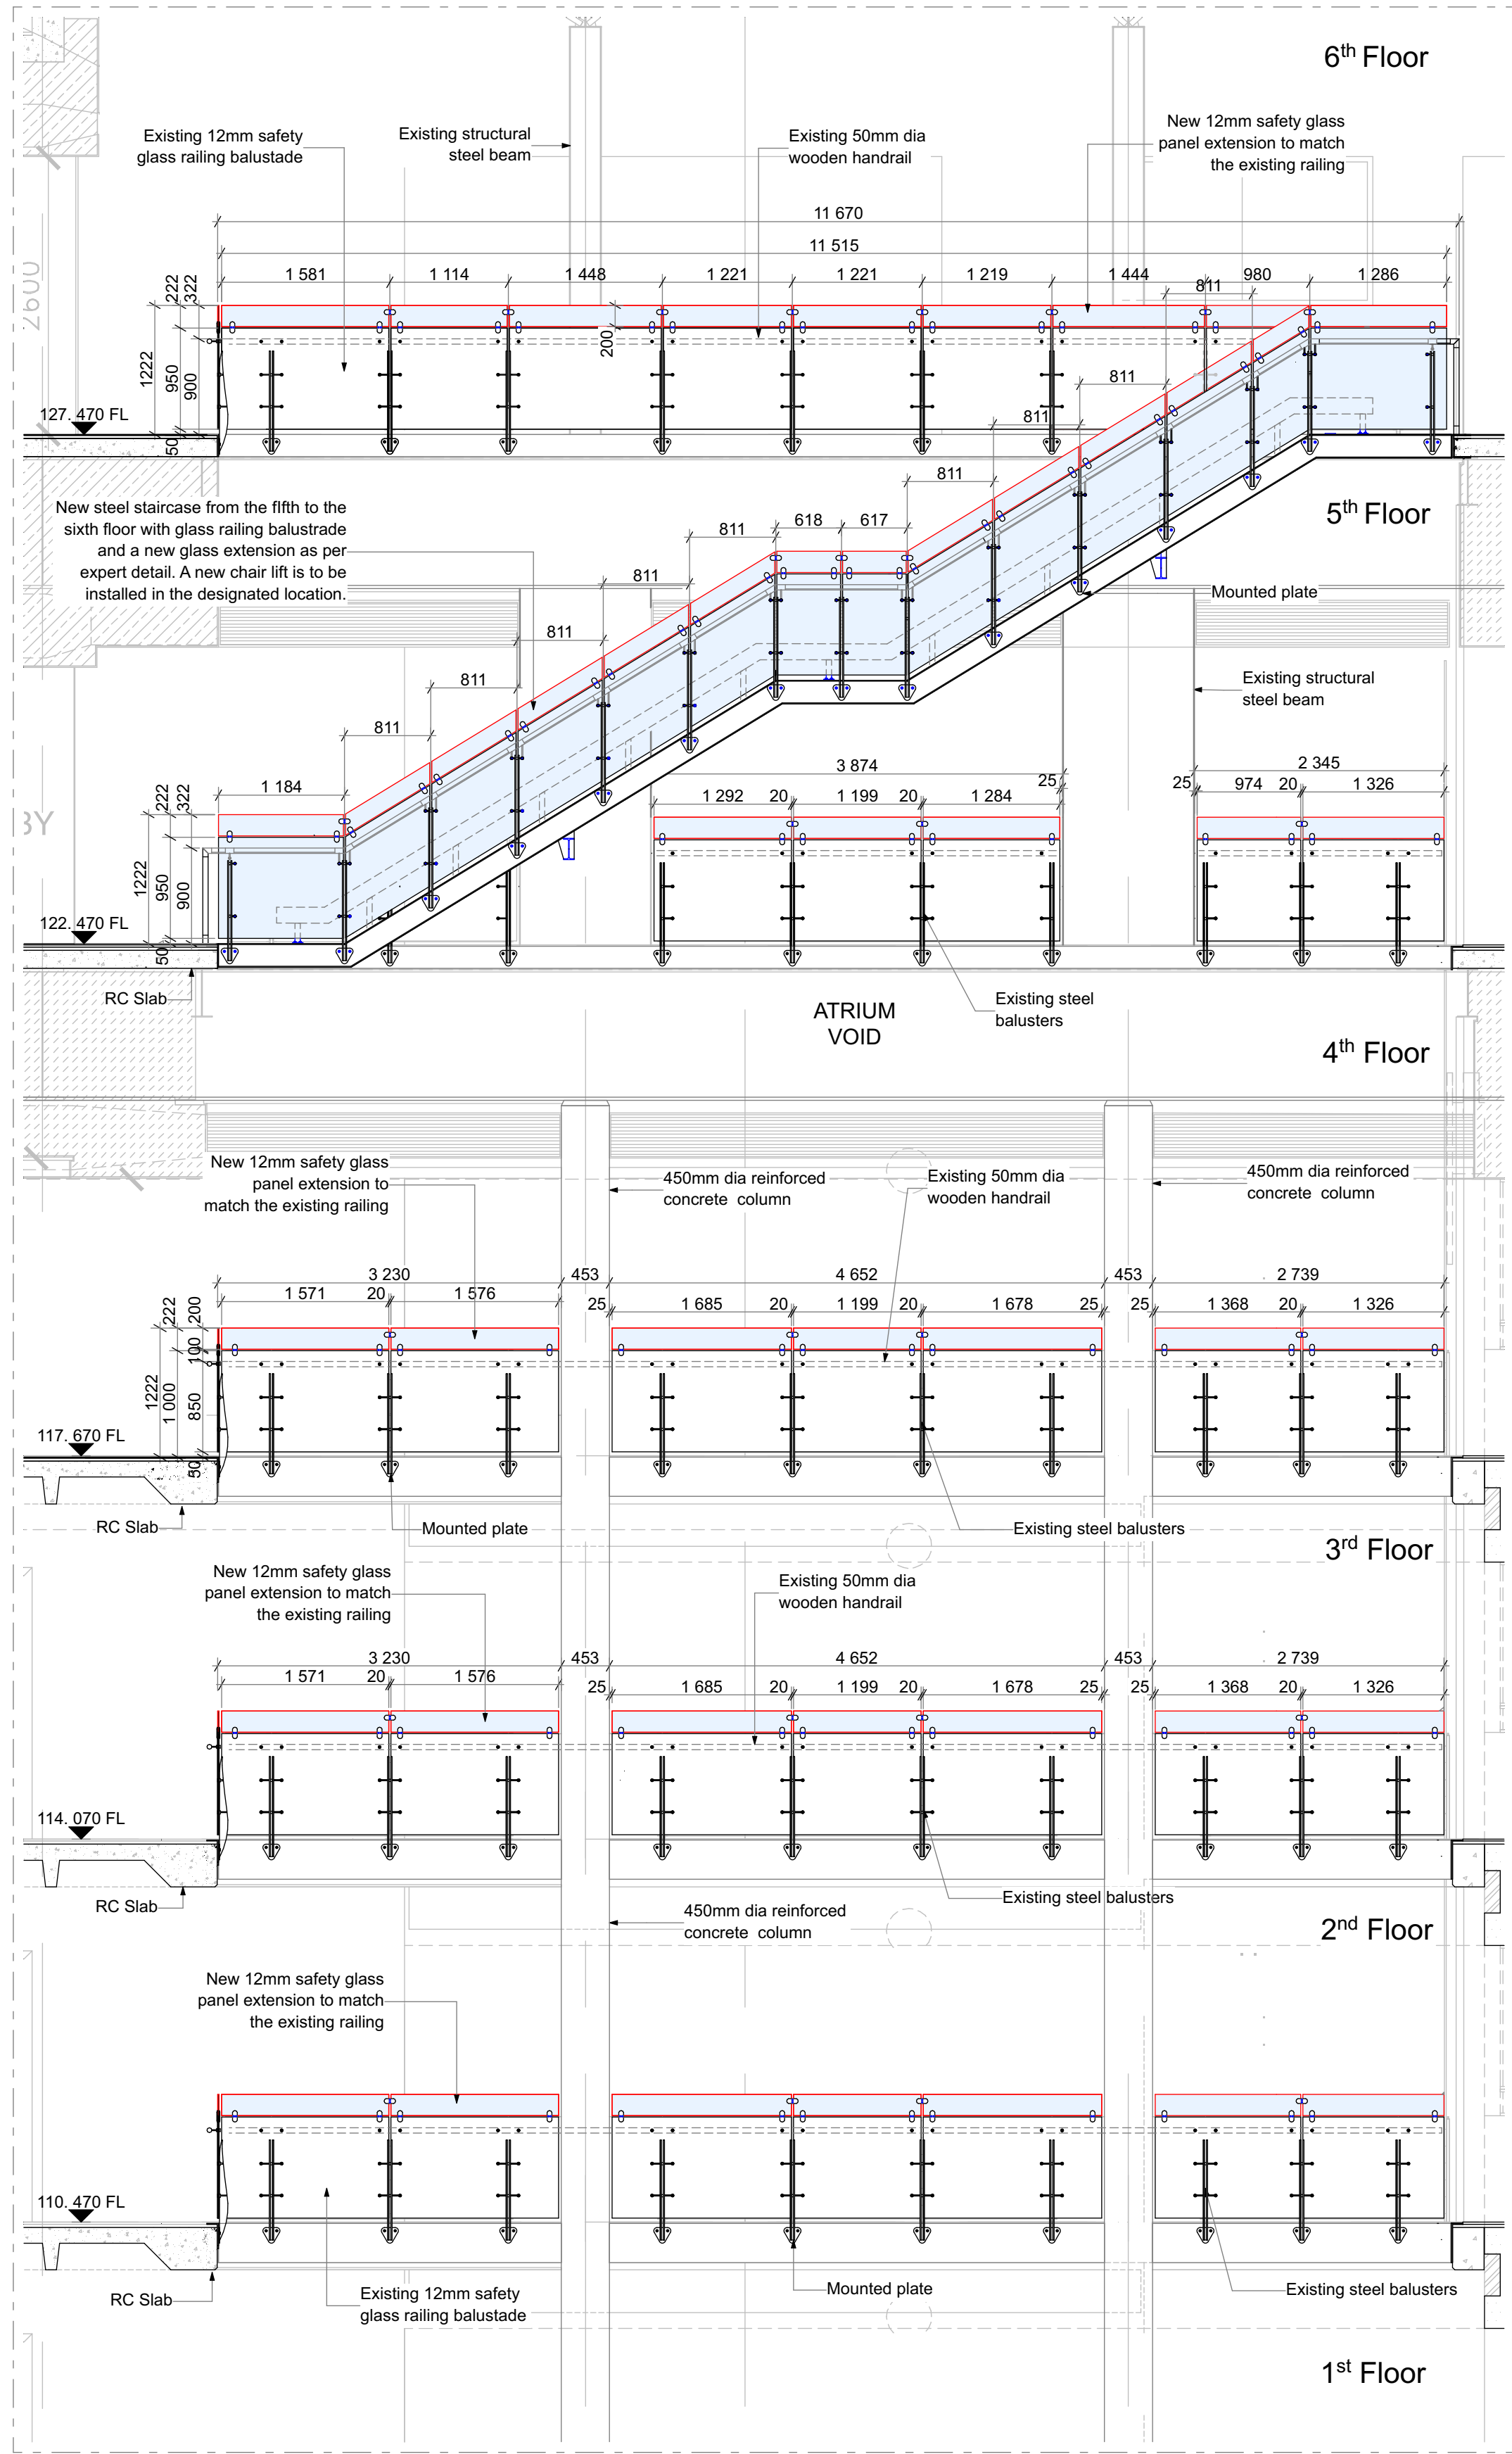 6th Floor
Existing 12mm safety
glass railing balustade
Existing structural
steel beam
Existing 50mm dia
wooden handrail
New 12mm safety glass
panel extension to match
the existing railing
11 670
11 515
1 581
1 114
1 448
1 221
1 221
1 219
1 444
980
1 286
811
222
322
1222
950
900
50
200
2600
127. 470 FL
811
811
811
618
617
811
811
811
811
811
5th Floor
New steel staircase from the fIfth to the
sixth floor with glass railing balustrade
and a new glass extension as per
expert detail. A new chair lift is to be
installed in the designated location.
Mounted plate
Existing structural
steel beam
1 184
3 874
25
2 345
1 292
20
1 199
20
1 284
25
974
20
1 326
222
322
1222
950
900
50
BY
122. 470 FL
RC Slab
ATRIUM
VOID
Existing steel
balusters
4th Floor
New 12mm safety glass
panel extension to
match the existing railing
450mm dia reinforced
concrete column
Existing 50mm dia
wooden handrail
450mm dia reinforced
concrete column
3 230
453
4 652
453
2 739
1 571
20
1 576
25
1 685
20
1 199
20
1 678
25
25
1 368
20
1 326
222
200
100
1222
1 000
850
50
117. 670 FL
RC Slab
Mounted plate
Existing steel balusters
3rd Floor
New 12mm safety glass
panel extension to match
the existing railing
Existing 50mm dia
wooden handrail
3 230
453
4 652
453
2 739
1 571
20
1 576
25
1 685
20
1 199
20
1 678
25
25
1 368
20
1 326
114. 070 FL
RC Slab
Existing steel balusters
450mm dia reinforced
concrete column
2nd Floor
New 12mm safety glass
panel extension to match
the existing railing
110. 470 FL
RC Slab
Existing 12mm safety
glass railing balustade
Mounted plate
Existing steel balusters
1st Floor